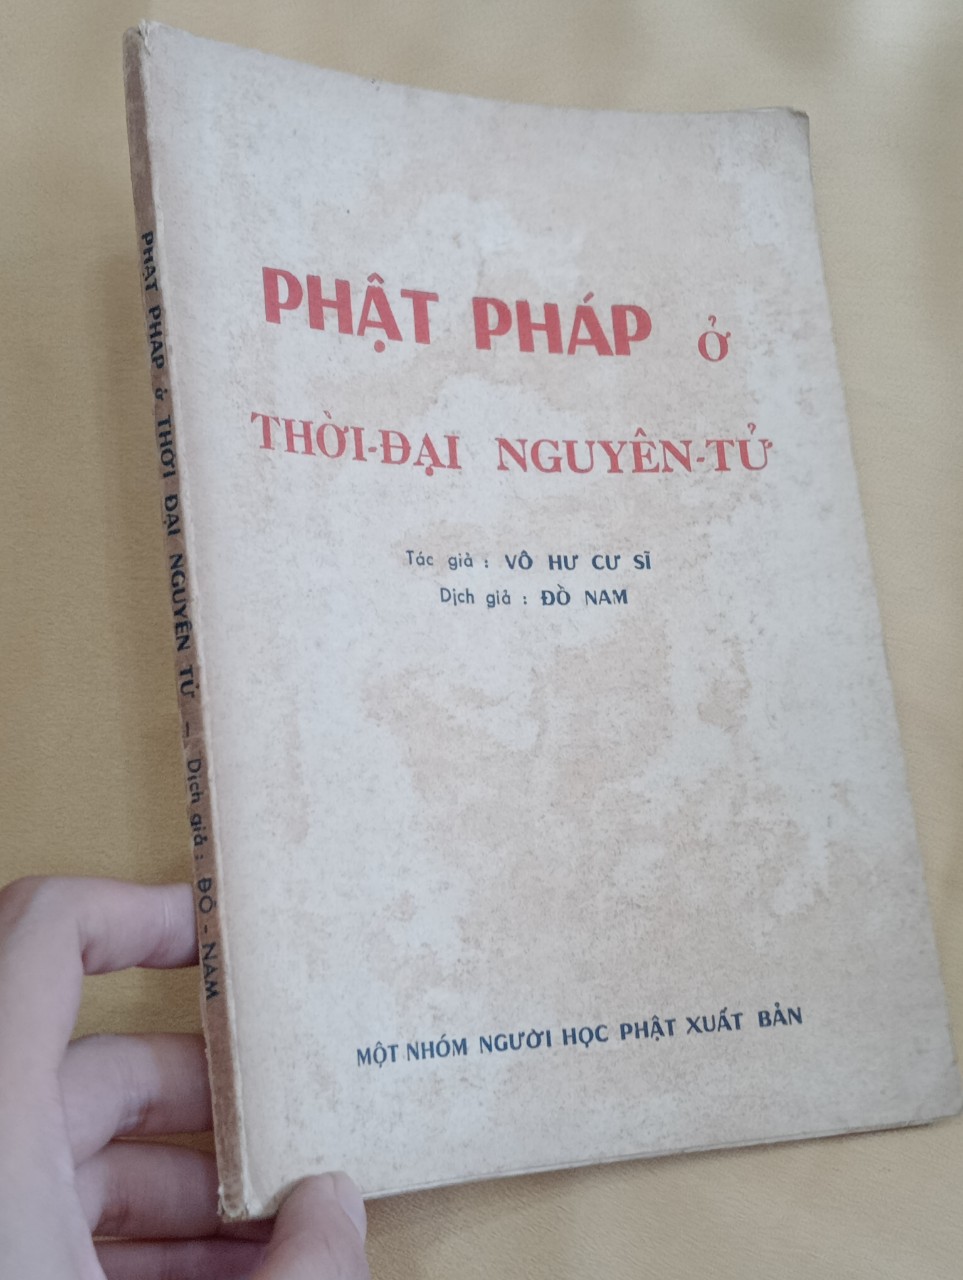 PHẬT PHÁP ở
THỜI-ĐẠI NGUYÊN-TỬ
Tác giả : VÔ HƯ CƯ SĨ
Dịch giả : ĐỒ NAM
MỘT NHÓM NGƯỜI HỌC PHẬT XUẤT BẢN
PHẬT PHÁP ở THỜI ĐẠI NGUYÊN TỬ – Dịch giả : ĐỒ - NAM